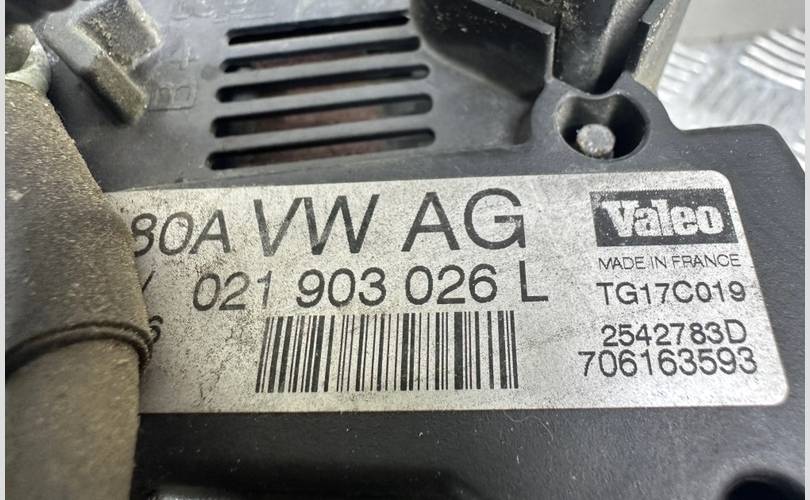 80A VW AG
Valeo
MADE IN FRANCE
021 903 026 L
TG17C019
2542783D
706163593